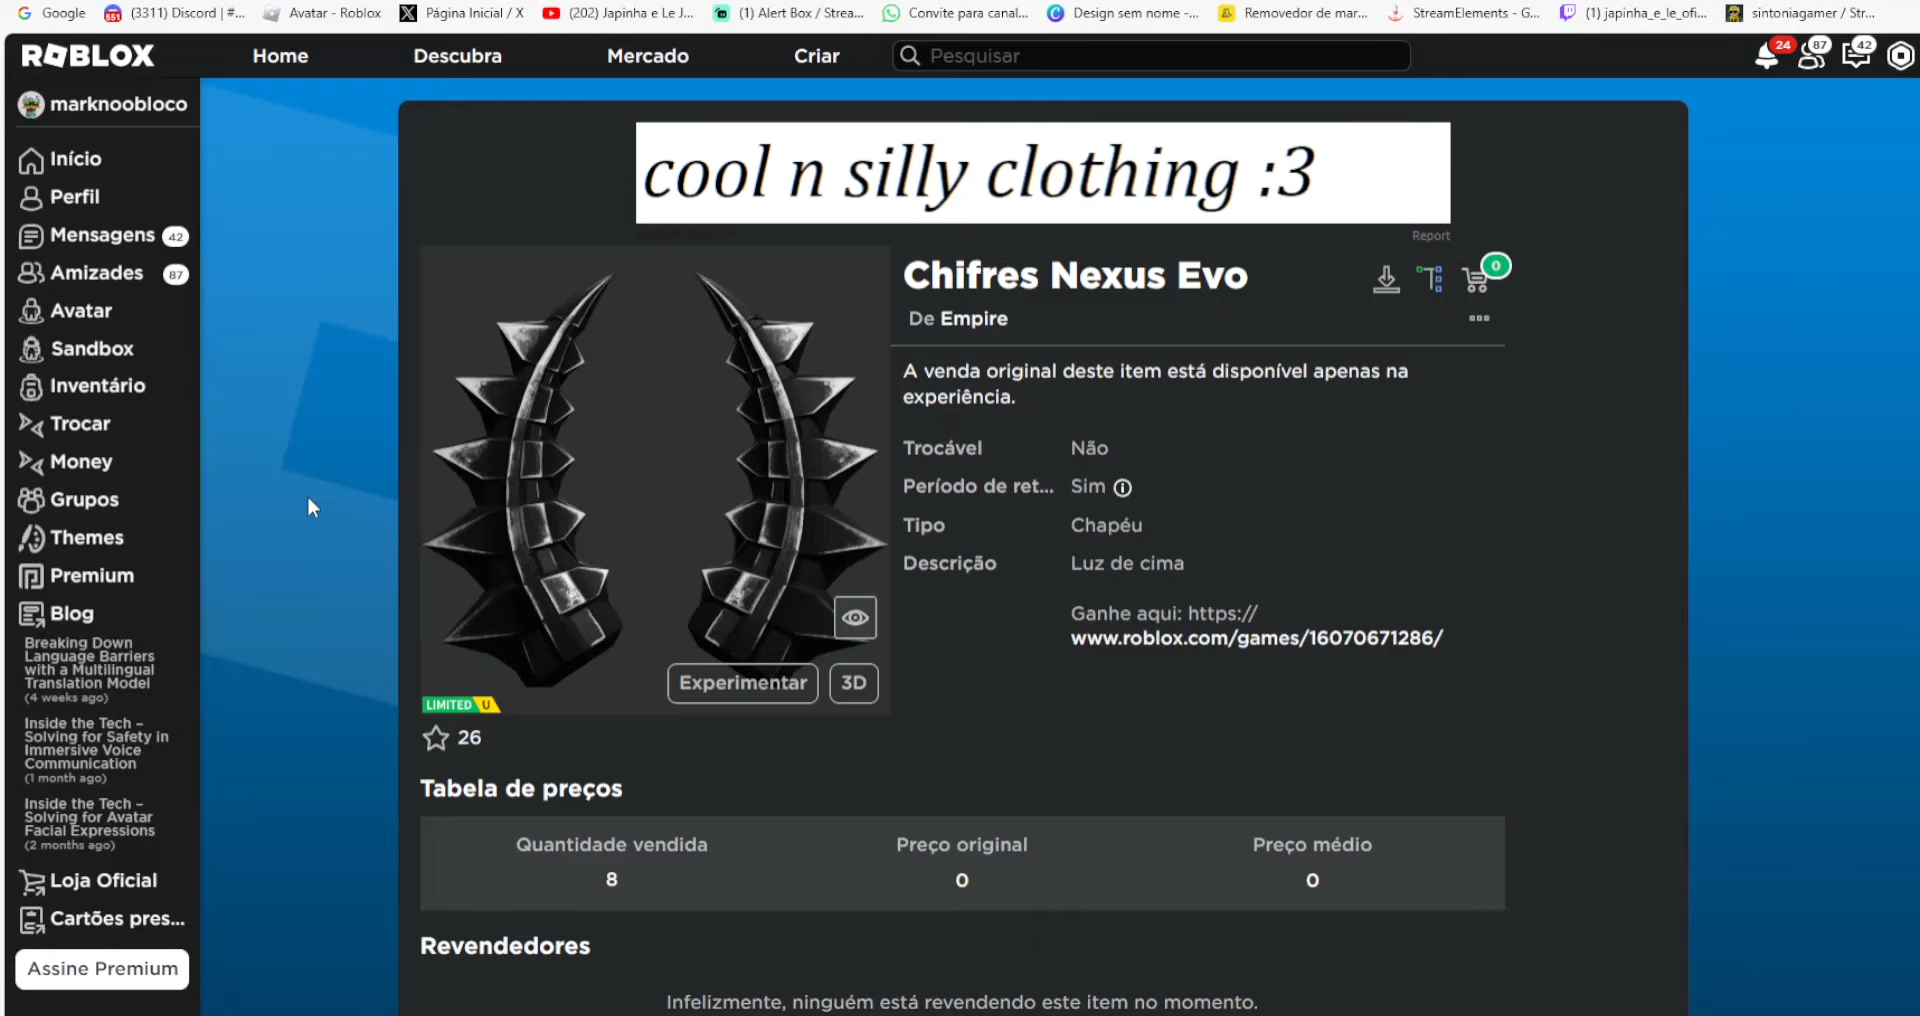 Google
551
(3311) Discord | #...
Avatar - Roblox
X
Página Inicial / X
(202) Japinha e Le J...
(1) Alert Box / Strea...
Convite para canal...
Design sem nome -...
Removedor de mar...
StreamElements - G...
(1) japinha_e_le_ofi...
sintoniagamer / Str...
ROBLOX
Home
Descubra
Mercado
Criar
Pesquisar
24
87
42
marknoobloco
Início
Perfil
Mensagens 42
Amizades 87
Avatar
Sandbox
Inventário
Trocar
Money
Grupos
Themes
Premium
Blog
Breaking Down
Language Barriers
with a Multilingual
Translation Model
(4 weeks ago)
Inside the Tech –
Solving for Safety in
Immersive Voice
Communication
(1 month ago)
Inside the Tech –
Solving for Avatar
Facial Expressions
(2 months ago)
Loja Oficial
Cartões pres...
Assine Premium
cool n silly clothing :3
Report
Chifres Nexus Evo
0
De Empire
A venda original deste item está disponível apenas na
experiência.
Trocável Não
Período de ret... Sim
Tipo Chapéu
Descrição Luz de cima
Ganhe aqui: https://
www.roblox.com/games/16070671286/
Experimentar
3D
LIMITED U
26
Tabela de preços
Quantidade vendida Preço original Preço médio
8 0 0
Revendedores
Infelizmente, ninguém está revendendo este item no momento.